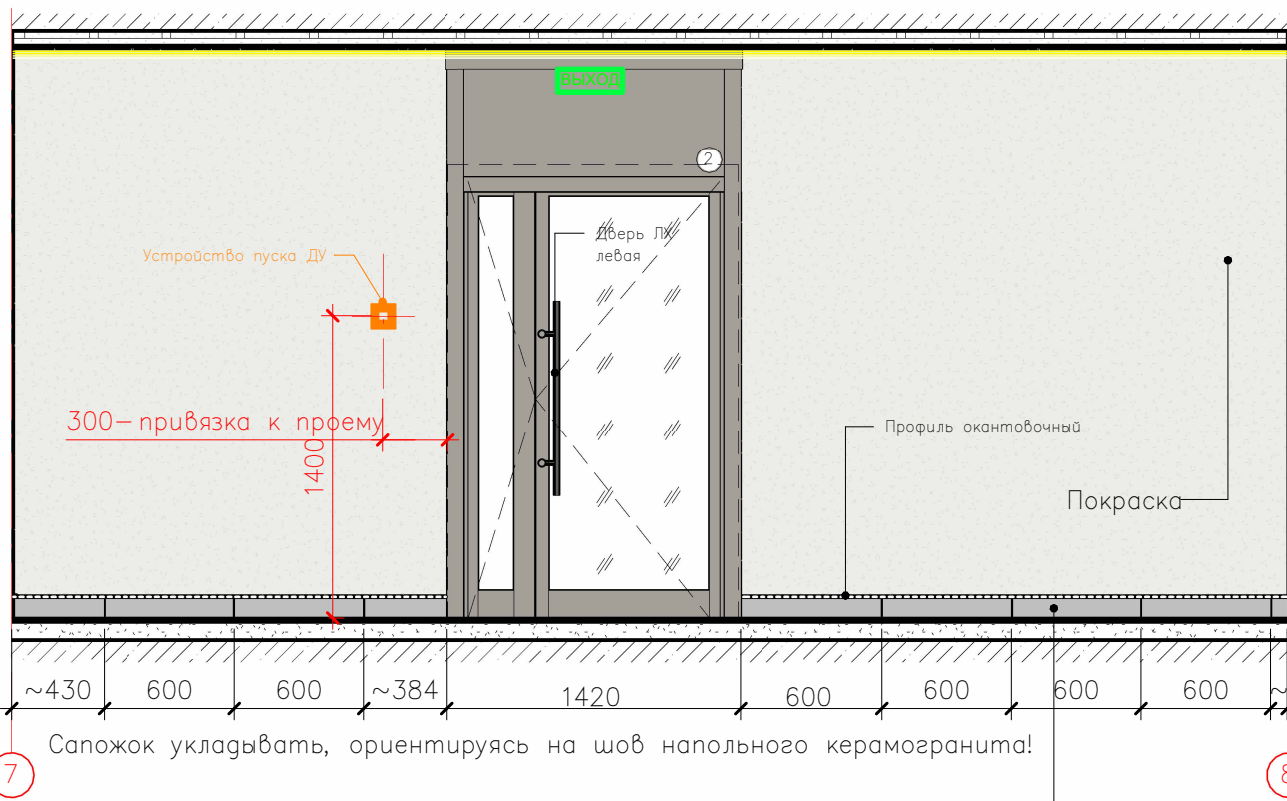 ВЫХОД
2
Дверь ЛХ
левая
Устройство пуска ДУ
300-привязка к проему
1400
Профиль окантовочный
Покраска
~430 600 600 ~384 1420 600 600 600 600 ~
Сапожок укладывать, ориентируясь на шов напольного керамогранита!
7 8